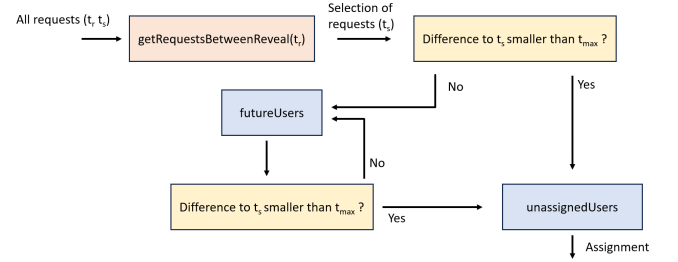 All requests (tᵣ tₛ)
Selection of
requests (tₛ)
getRequestsBetweenReveal(tᵣ)
Difference to tₛ smaller than tₘₐₓ ?
No
Yes
futureUsers
No
Difference to tₛ smaller than tₘₐₓ ?
Yes
unassignedUsers
Assignment